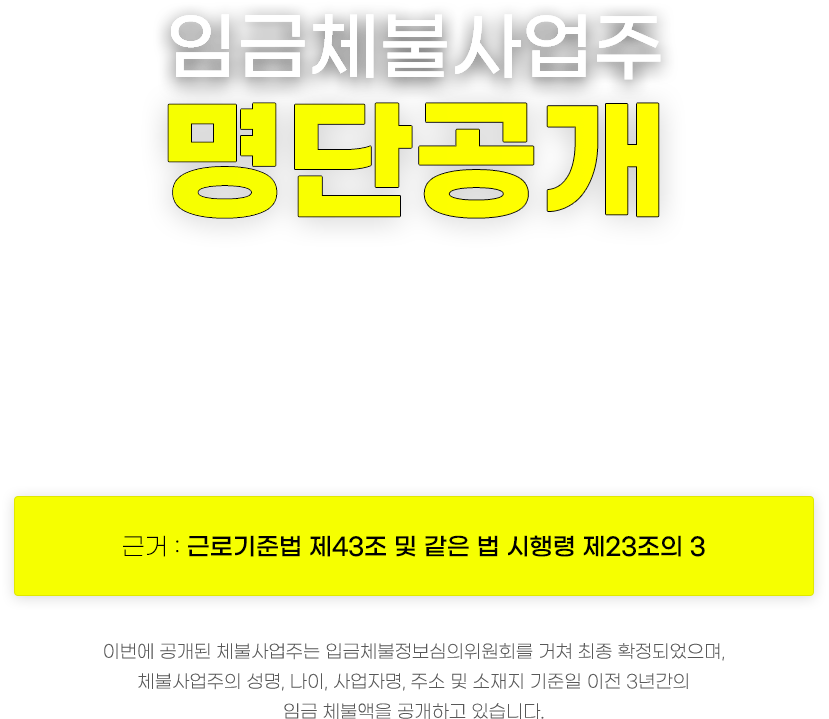 임금체불사업주
명단공개
근거 : 근로기준법 제43조 및 같은 법 시행령 제23조의 3
이번에 공개된 체불사업주는 임금체불정보심의위원회를 거쳐 최종 확정되었으며,
체불사업주의 성명, 나이, 사업자명, 주소 및 소재지 기준일 이전 3년간의
임금 체불액을 공개하고 있습니다.